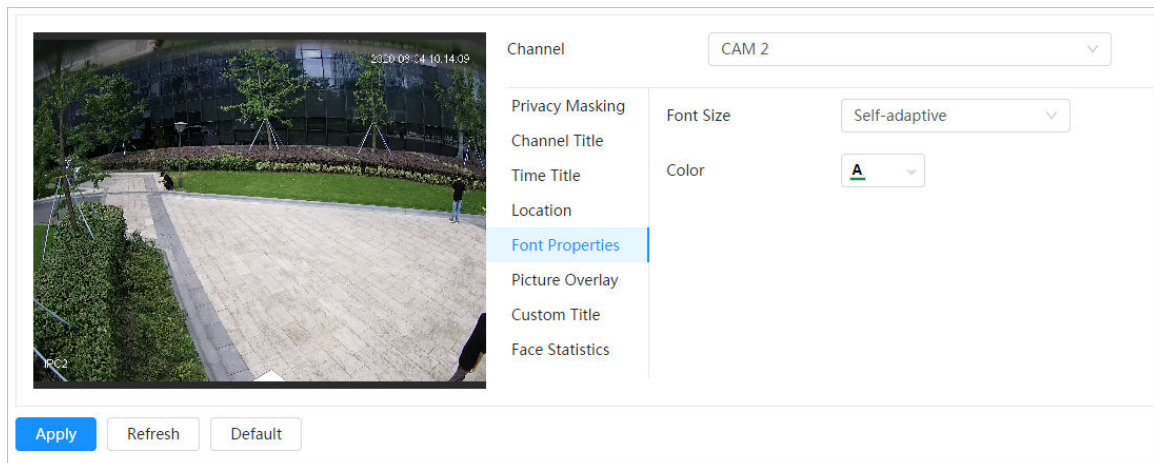 2020-08-04 10:14:09
IPC2
Channel
CAM 2
Privacy Masking
Channel Title
Time Title
Location
Font Properties
Picture Overlay
Custom Title
Face Statistics
Font Size
Self-adaptive
Color
A
Apply
Refresh
Default